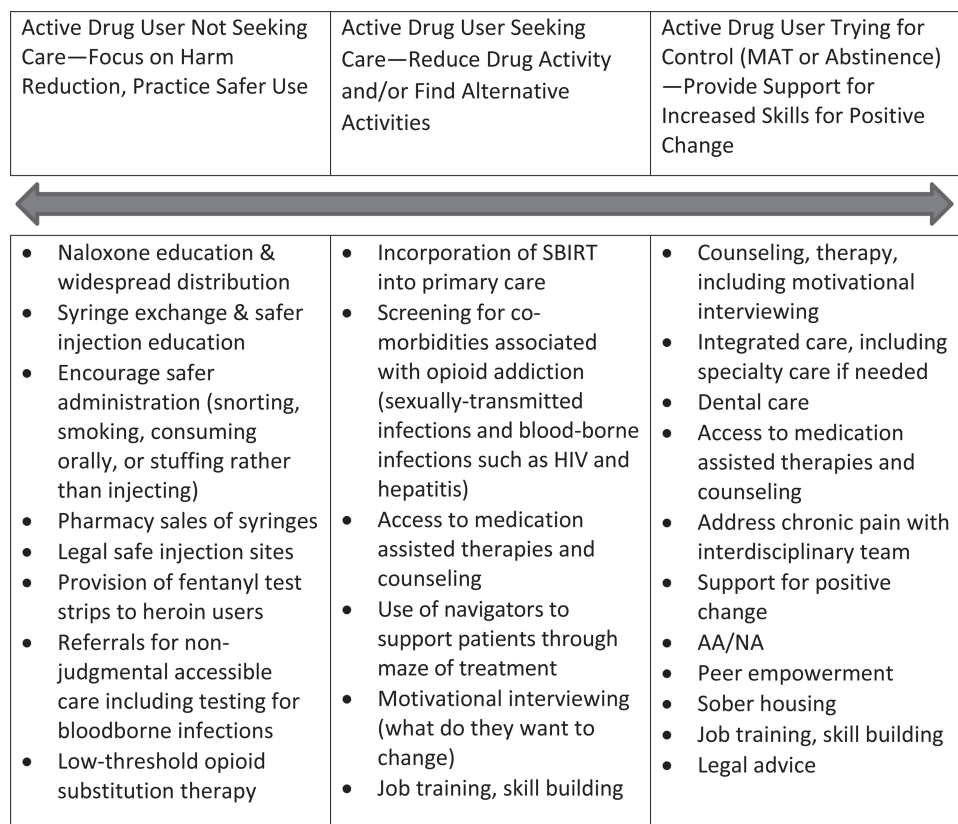 Active Drug User Not Seeking
Care—Focus on Harm
Reduction, Practice Safer Use
Active Drug User Seeking
Care—Reduce Drug Activity
and/or Find Alternative
Activities
Active Drug User Trying for
Control (MAT or Abstinence)
—Provide Support for
Increased Skills for Positive
Change
• Naloxone education &
widespread distribution
• Syringe exchange & safer
injection education
• Encourage safer
administration (snorting,
smoking, consuming
orally, or stuffing rather
than injecting)
• Pharmacy sales of syringes
• Legal safe injection sites
• Provision of fentanyl test
strips to heroin users
• Referrals for non-
judgmental accessible
care including testing for
bloodborne infections
• Low-threshold opioid
substitution therapy
• Incorporation of SBIRT
into primary care
• Screening for co-
morbidities associated
with opioid addiction
(sexually-transmitted
infections and blood-borne
infections such as HIV and
hepatitis)
• Access to medication
assisted therapies and
counseling
• Use of navigators to
support patients through
maze of treatment
• Motivational interviewing
(what do they want to
change)
• Job training, skill building
• Counseling, therapy,
including motivational
interviewing
• Integrated care, including
specialty care if needed
• Dental care
• Access to medication
assisted therapies and
counseling
• Address chronic pain with
interdisciplinary team
• Support for positive
change
• AA/NA
• Peer empowerment
• Sober housing
• Job training, skill building
• Legal advice